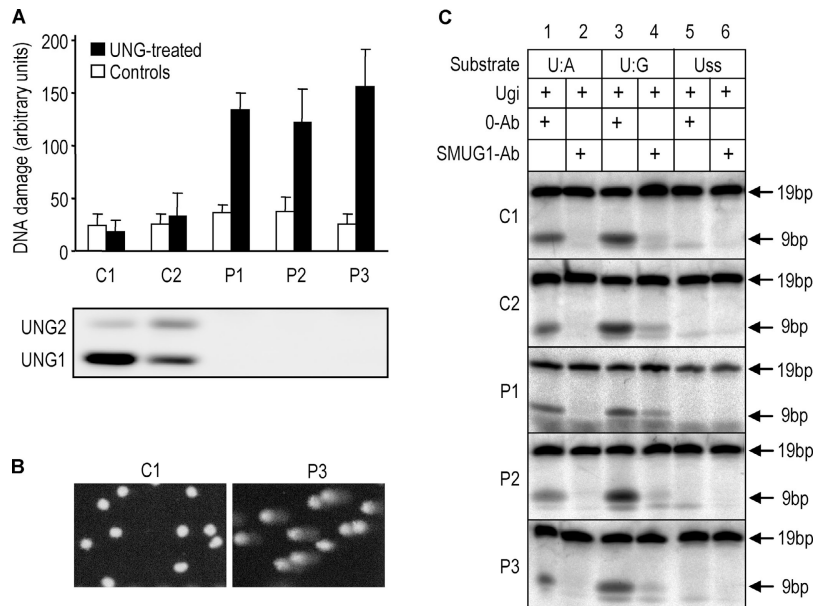 A
UNG-treated
Controls
DNA damage (arbitrary units)
200
150
100
50
0
C1 C2 P1 P2 P3
UNG2
UNG1
B
C1 P3
C
1 2 3 4 5 6
Substrate U:A U:G Uss
Ugi + + + + + +
0-Ab + + +
SMUG1-Ab + + +
C1
19bp
9bp
C2
19bp
9bp
P1
19bp
9bp
P2
19bp
9bp
P3
19bp
9bp